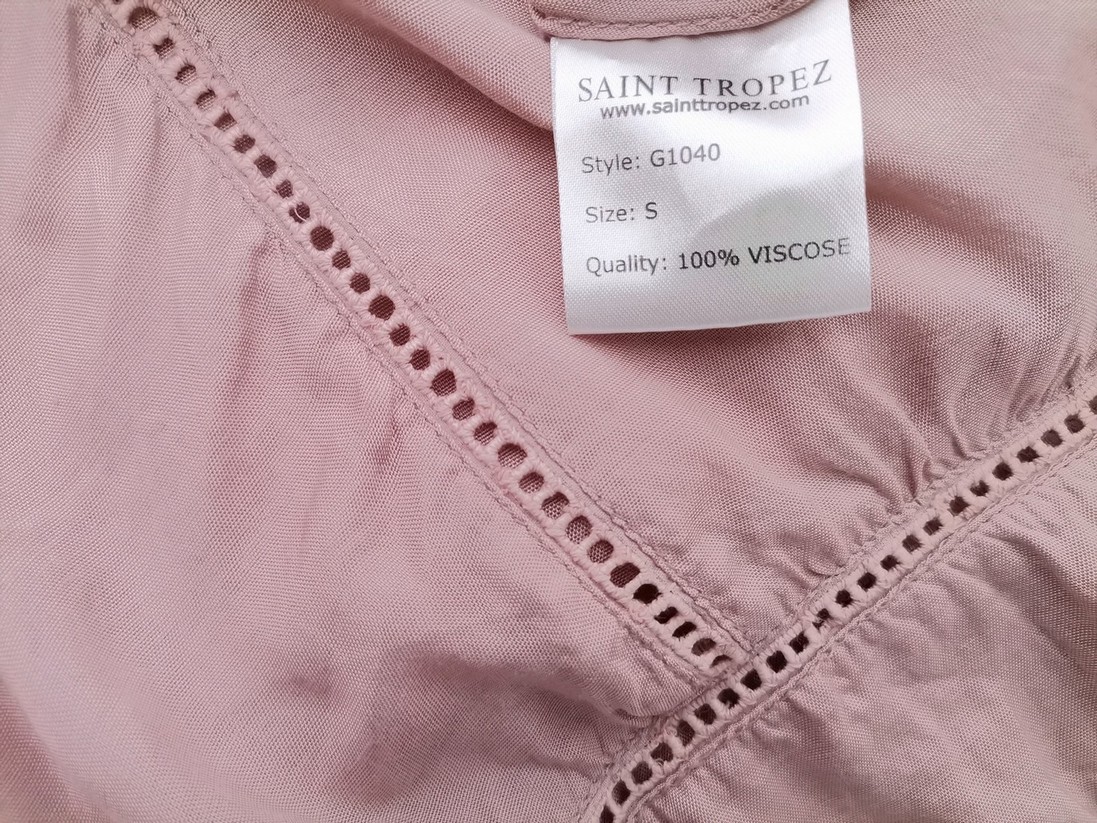 SAINT TROPEZ
www.sainttropez.com
Style: G1040
Size: S
Quality: 100% VISCOSE